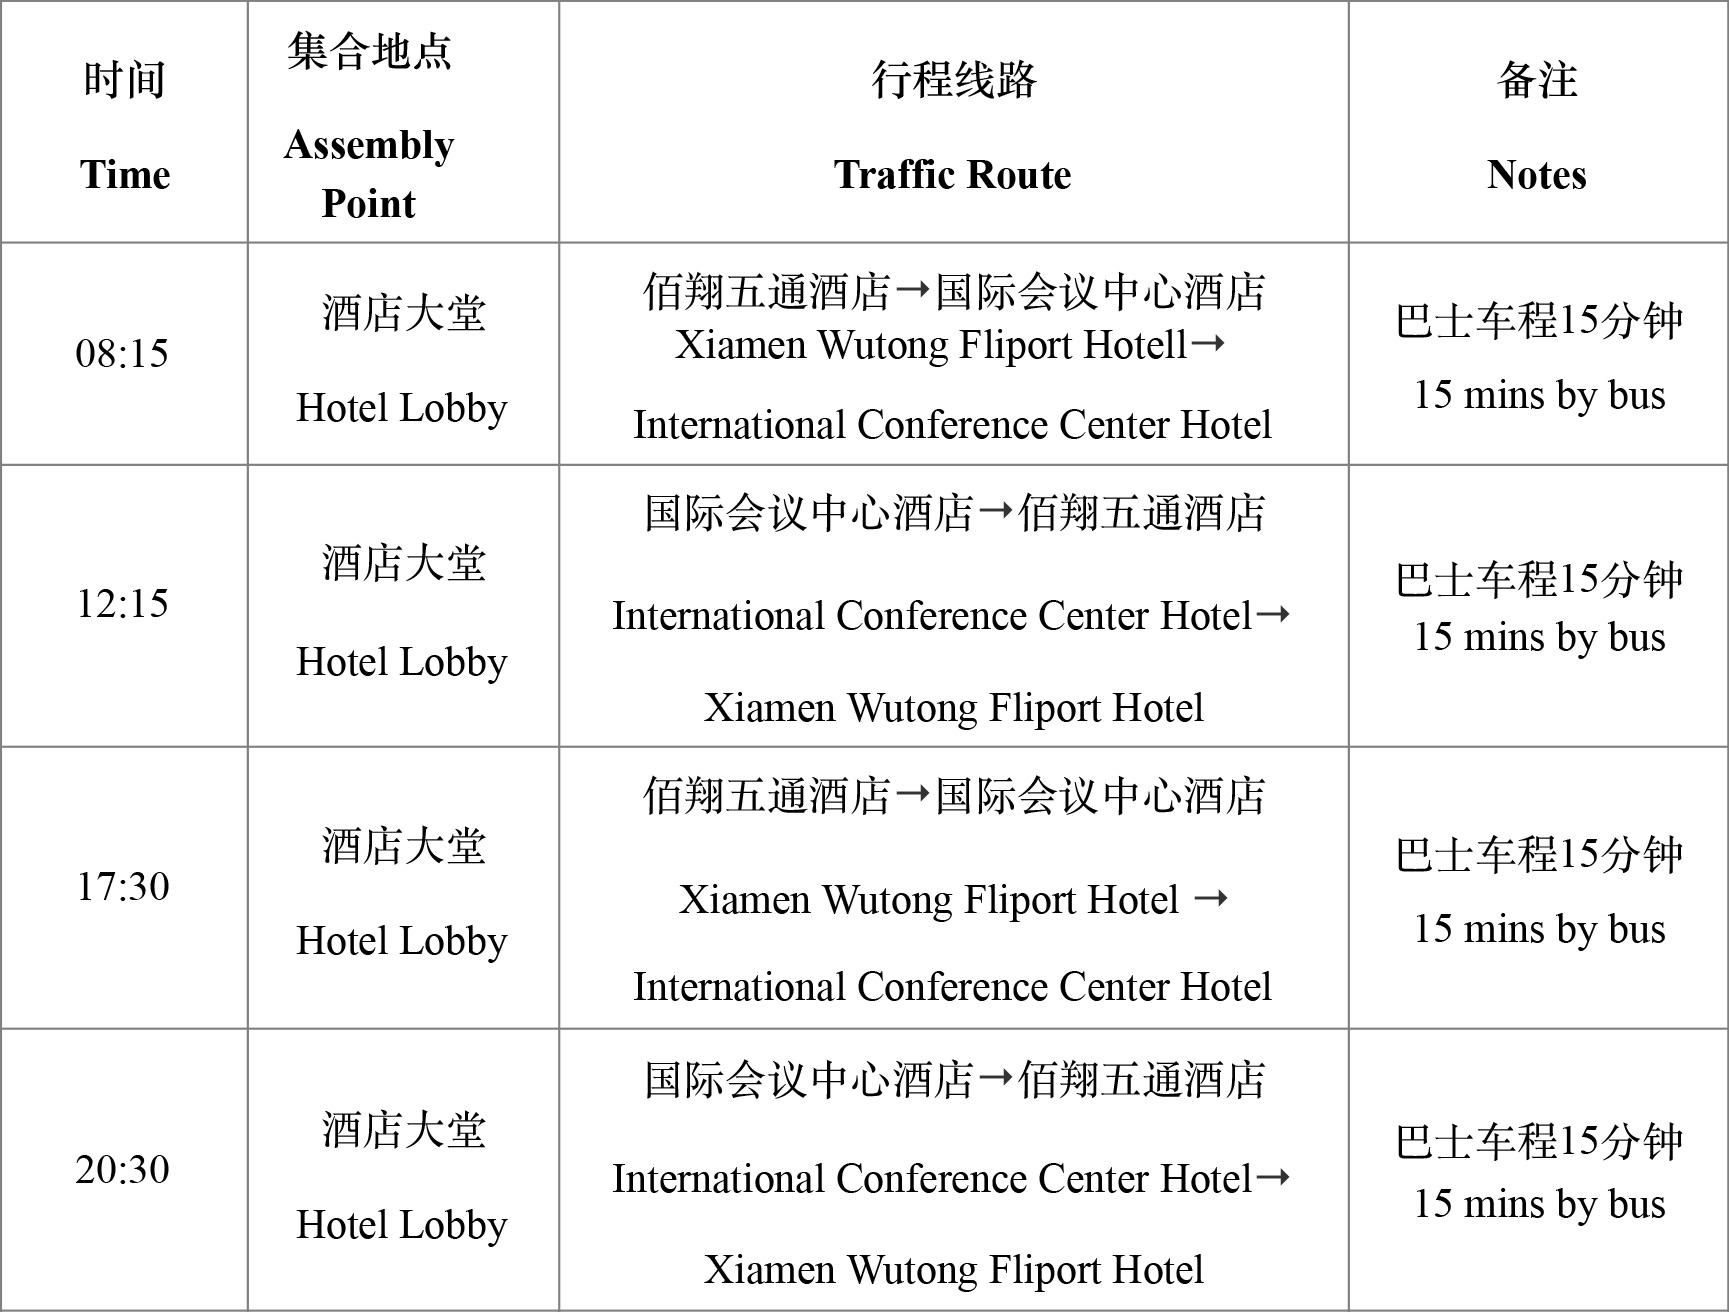 时间
Time
集合地点
Assembly
Point
行程线路
Traffic Route
备注
Notes
08:15
酒店大堂
Hotel Lobby
佰翔五通酒店→国际会议中心酒店
Xiamen Wutong Fliport Hotell→
International Conference Center Hotel
巴士车程15分钟
15 mins by bus
12:15
酒店大堂
Hotel Lobby
国际会议中心酒店→佰翔五通酒店
International Conference Center Hotel→
Xiamen Wutong Fliport Hotel
巴士车程15分钟
15 mins by bus
17:30
酒店大堂
Hotel Lobby
佰翔五通酒店→国际会议中心酒店
Xiamen Wutong Fliport Hotel →
International Conference Center Hotel
巴士车程15分钟
15 mins by bus
20:30
酒店大堂
Hotel Lobby
国际会议中心酒店→佰翔五通酒店
International Conference Center Hotel→
Xiamen Wutong Fliport Hotel
巴士车程15分钟
15 mins by bus